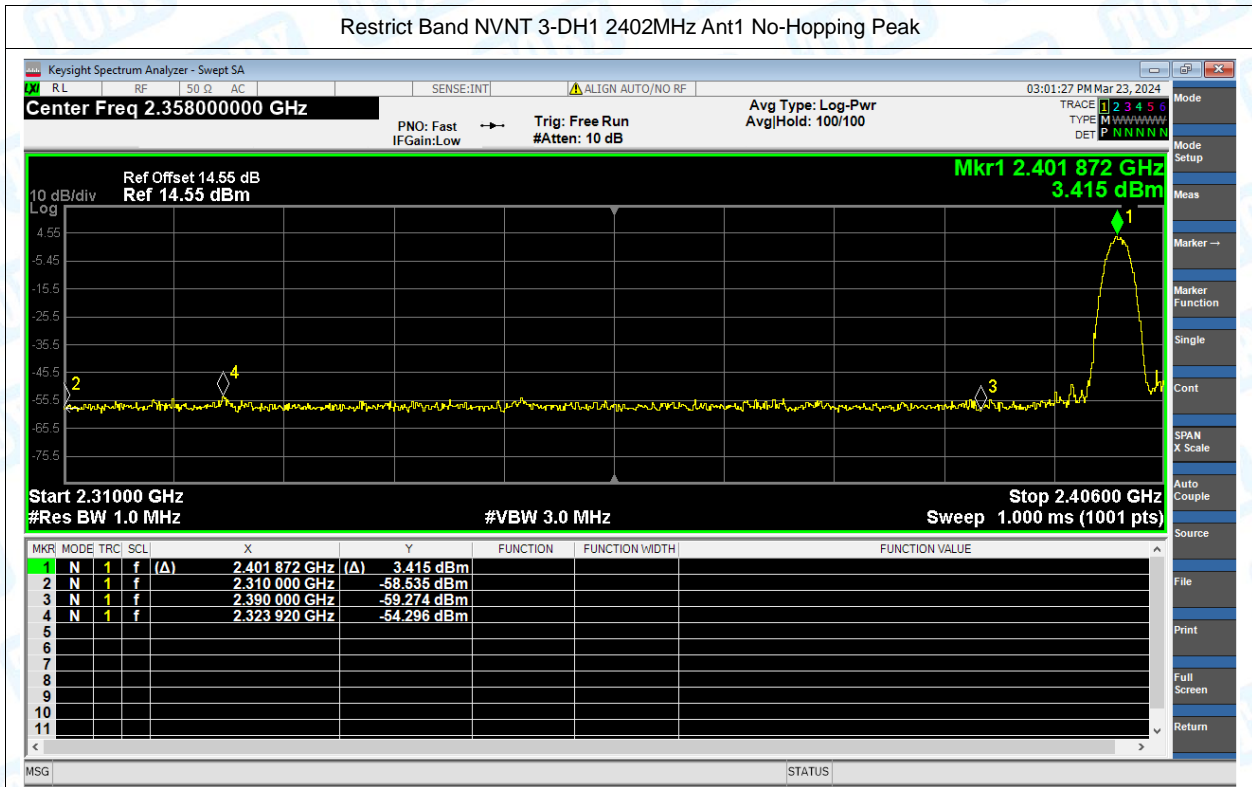 Restrict Band NVNT 3-DH1 2402MHz Ant1 No-Hopping Peak
Keysight Spectrum Analyzer - Swept SA
LXI RL RF 50 Ω AC SENSE:INT ALIGN AUTO/NO RF 03:01:27 PM Mar 23, 2024
Center Freq 2.358000000 GHz
PNO: Fast
IFGain:Low
Trig: Free Run
#Atten: 10 dB
Avg Type: Log-Pwr
Avg|Hold: 100/100
TRACE 1 2 3 4 5 6
TYPE M W W W W W
DET P N N N N N
Mkr1 2.401 872 GHz
3.415 dBm
Ref Offset 14.55 dB
10 dB/div Ref 14.55 dBm
Log
4.55
-5.45
-15.5
-25.5
-35.5
-45.5
-55.5
-65.5
-75.5
1
2
4
3
Start 2.31000 GHz Stop 2.40600 GHz
#Res BW 1.0 MHz #VBW 3.0 MHz Sweep 1.000 ms (1001 pts)
MKR MODE TRC SCL X Y FUNCTION FUNCTION WIDTH FUNCTION VALUE
1 N 1 f (Δ) 2.401 872 GHz (Δ) 3.415 dBm
2 N 1 f 2.310 000 GHz -58.535 dBm
3 N 1 f 2.390 000 GHz -59.274 dBm
4 N 1 f 2.323 920 GHz -54.296 dBm
5
6
7
8
9
10
11
MSG STATUS
Mode
Mode
Setup
Meas
Marker →
Marker
Function
Single
Cont
SPAN
X Scale
Auto
Couple
Source
File
Print
Full
Screen
Return
TOBY